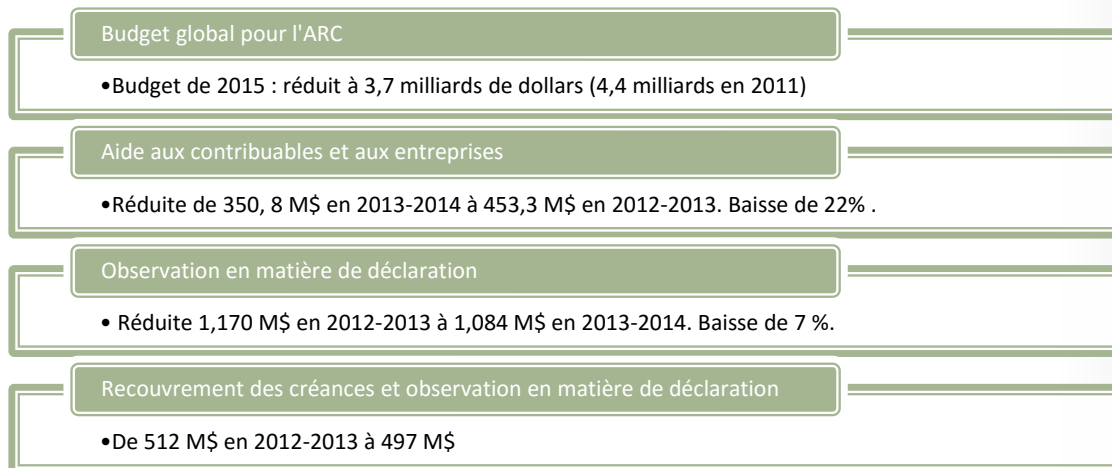 Budget global pour l'ARC
•Budget de 2015 : réduit à 3,7 milliards de dollars (4,4 milliards en 2011)
Aide aux contribuables et aux entreprises
•Réduite de 350, 8 M$ en 2013-2014 à 453,3 M$ en 2012-2013. Baisse de 22% .
Observation en matière de déclaration
• Réduite 1,170 M$ en 2012-2013 à 1,084 M$ en 2013-2014. Baisse de 7 %.
Recouvrement des créances et observation en matière de déclaration
•De 512 M$ en 2012-2013 à 497 M$